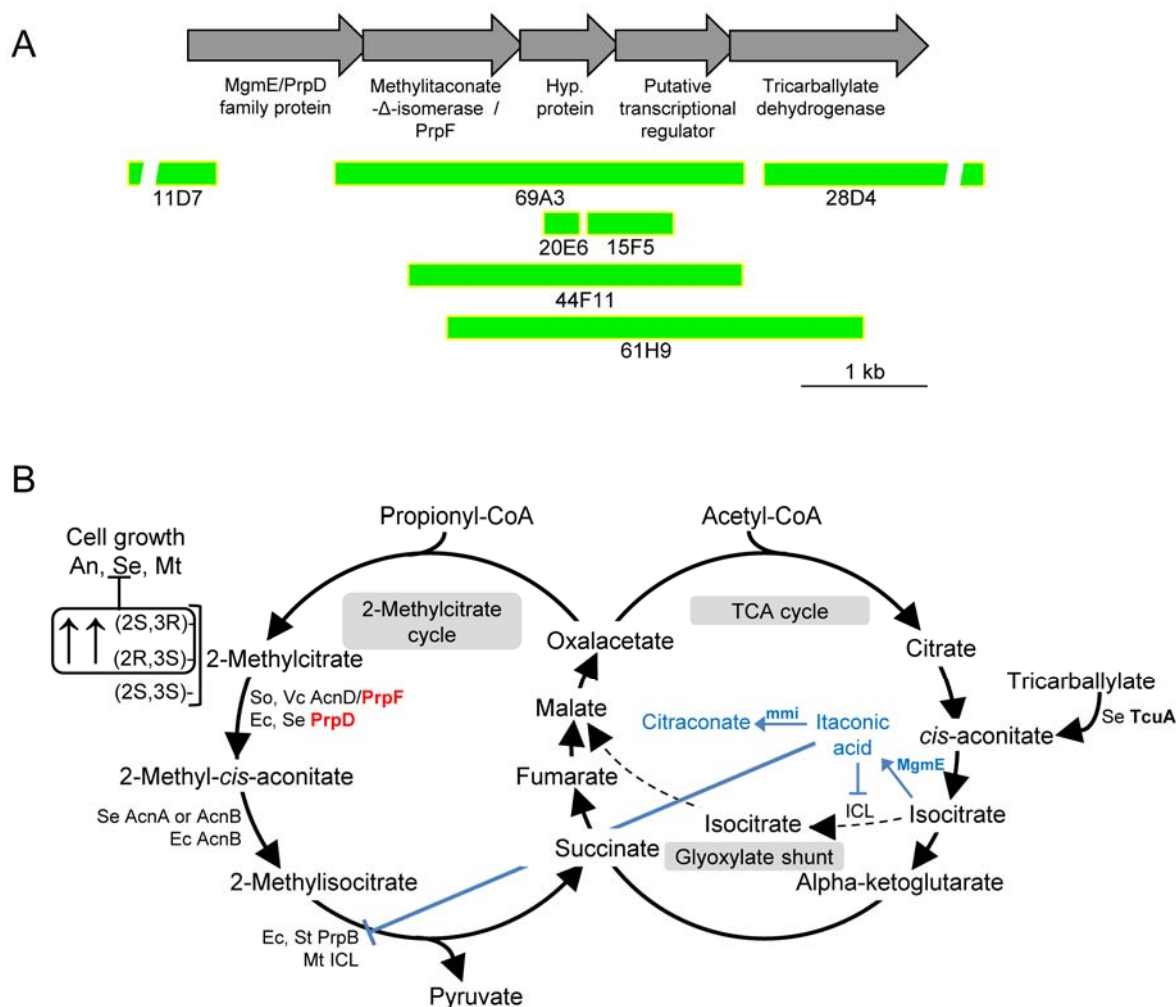 A
MgmE/PrpD
family protein
Methylitaconate
-Δ-isomerase /
PrpF
Hyp.
protein
Putative
transcriptional
regulator
Tricarballylate
dehydrogenase
11D7
69A3
28D4
20E6
15F5
44F11
61H9
1 kb
B
Cell growth
An, Se, Mt
(2S,3R)-
(2R,3S)-
(2S,3S)-
Propionyl-CoA
Acetyl-CoA
2-Methylcitrate
cycle
TCA cycle
2-Methylcitrate
Oxalacetate
Citrate
So, Vc AcnD/PrpF
Ec, Se PrpD
Malate
Citraconate
mmi
Itaconic
acid
Tricarballylate
Se TcuA
cis-aconitate
2-Methyl-cis-aconitate
Fumarate
MgmE
ICL
Isocitrate
Isocitrate
Se AcnA or AcnB
Ec AcnB
Succinate
Glyoxylate shunt
2-Methylisocitrate
Alpha-ketoglutarate
Ec, St PrpB
Mt ICL
Pyruvate